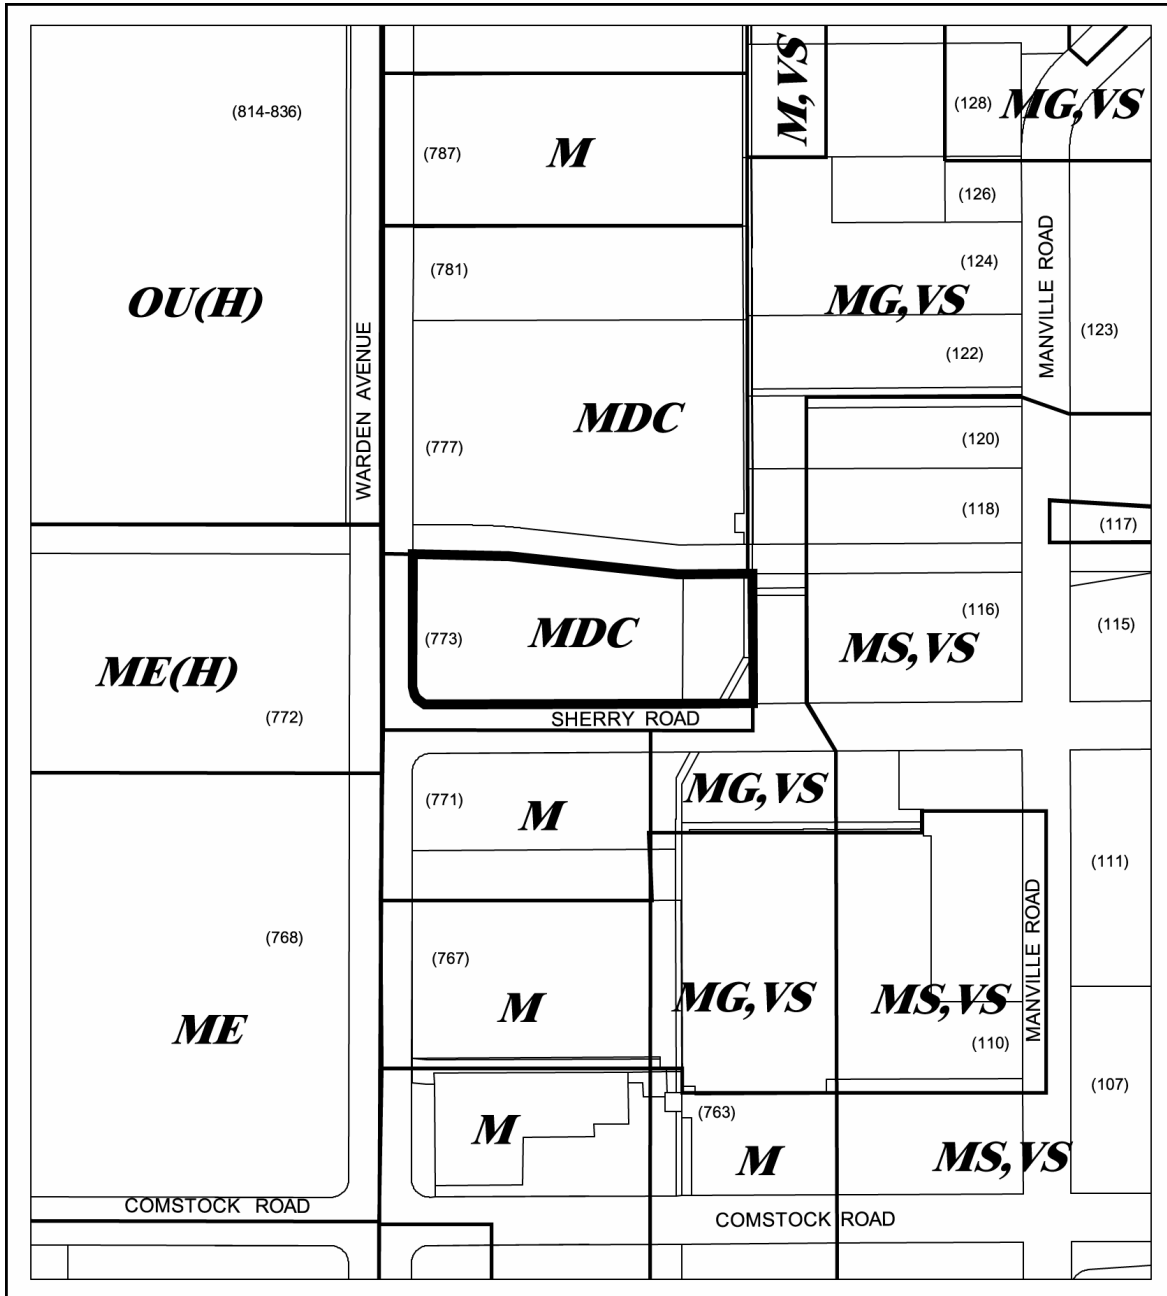 M,VS
(128)
MG,VS
(814-836)
(787)
M
(126)
(781)
(124)
MANVILLE ROAD
OU(H)
MG,VS
(123)
(122)
WARDEN AVENUE
MDC
(777)
(120)
(118)
(117)
(773)
MDC
(116)
(115)
MS,VS
ME(H)
(772)
SHERRY ROAD
(771)
M
MG,VS
(111)
(768)
(767)
MANVILLE ROAD
M
MG,VS
MS,VS
ME
(110)
(107)
(763)
M
M
MS,VS
COMSTOCK ROAD
COMSTOCK ROAD